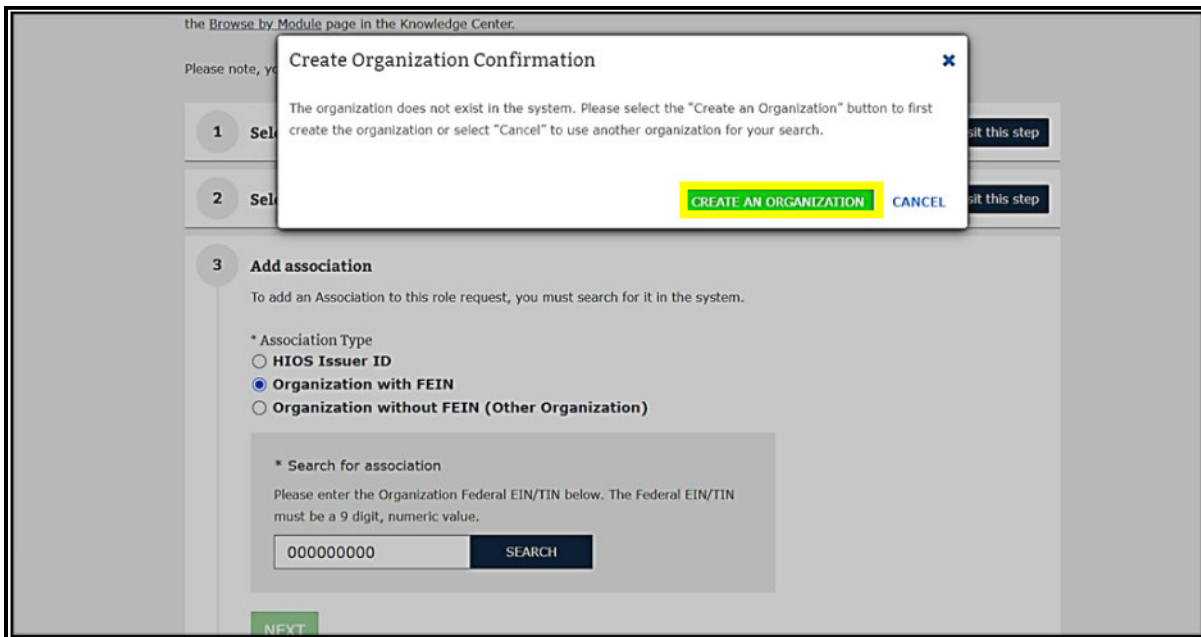 the Browse by Module page in the Knowledge Center.
Please note, yo
Create Organization Confirmation
The organization does not exist in the system. Please select the "Create an Organization" button to first
create the organization or select "Cancel" to use another organization for your search.
CREATE AN ORGANIZATION CANCEL
1 Sel sit this step
2 Sel sit this step
3 Add association
To add an Association to this role request, you must search for it in the system.
* Association Type
HIOS Issuer ID
Organization with FEIN
Organization without FEIN (Other Organization)
* Search for association
Please enter the Organization Federal EIN/TIN below. The Federal EIN/TIN
must be a 9 digit, numeric value.
000000000 SEARCH
NEXT